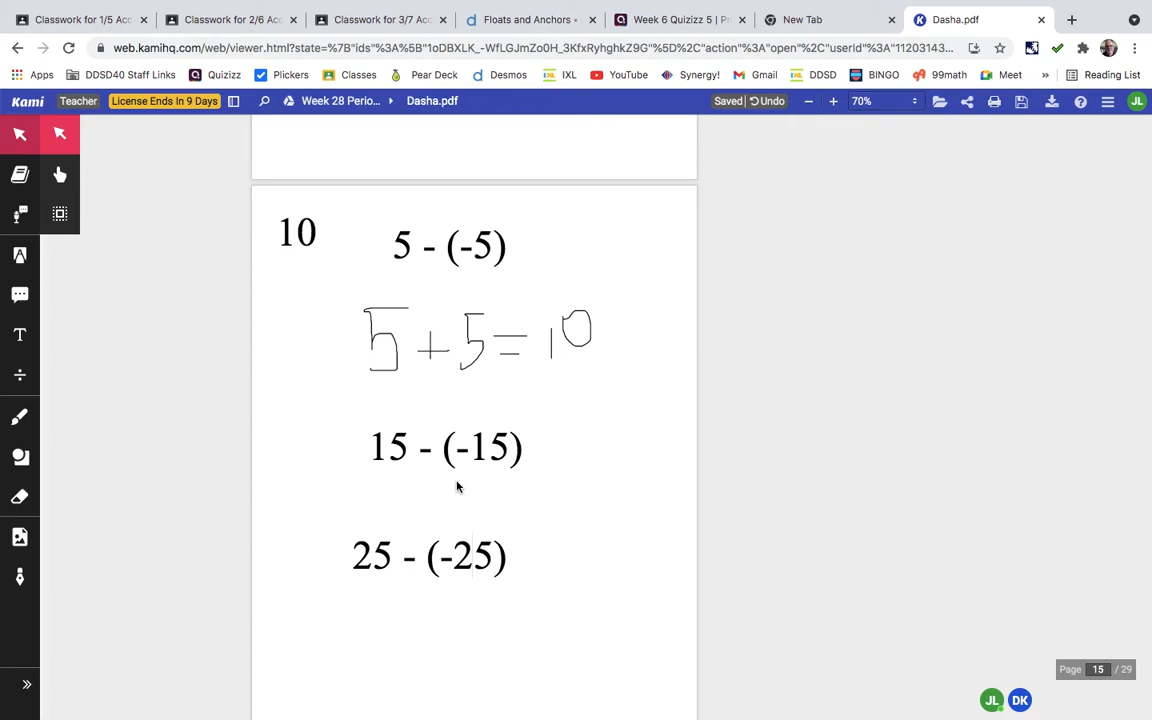 Classwork for 1/5 Acc
Classwork for 2/6 Acc
Classwork for 3/7 Acc
Floats and Anchors •
Week 6 Quizizz 5 | Pr
New Tab
Dasha.pdf
web.kamihq.com/web/viewer.html?state=%7B"ids"%3A%5B"1oDBXLK_-WfLGJmZo0H_3KfxRyhghkZ9G"%5D%2C"action"%3A"open"%2C"userId"%3A"11203143...
Apps DDSD40 Staff Links Quizizz Plickers Classes Pear Deck Desmos IXL YouTube Synergy! Gmail DDSD BINGO 99math Meet » Reading List
Kami Teacher License Ends In 9 Days Week 28 Perio... Dasha.pdf Saved Undo 70% JL
10 5 - (-5)
5+5=10
15 - (-15)
25 - (-25)
Page 15 / 29
JL DK